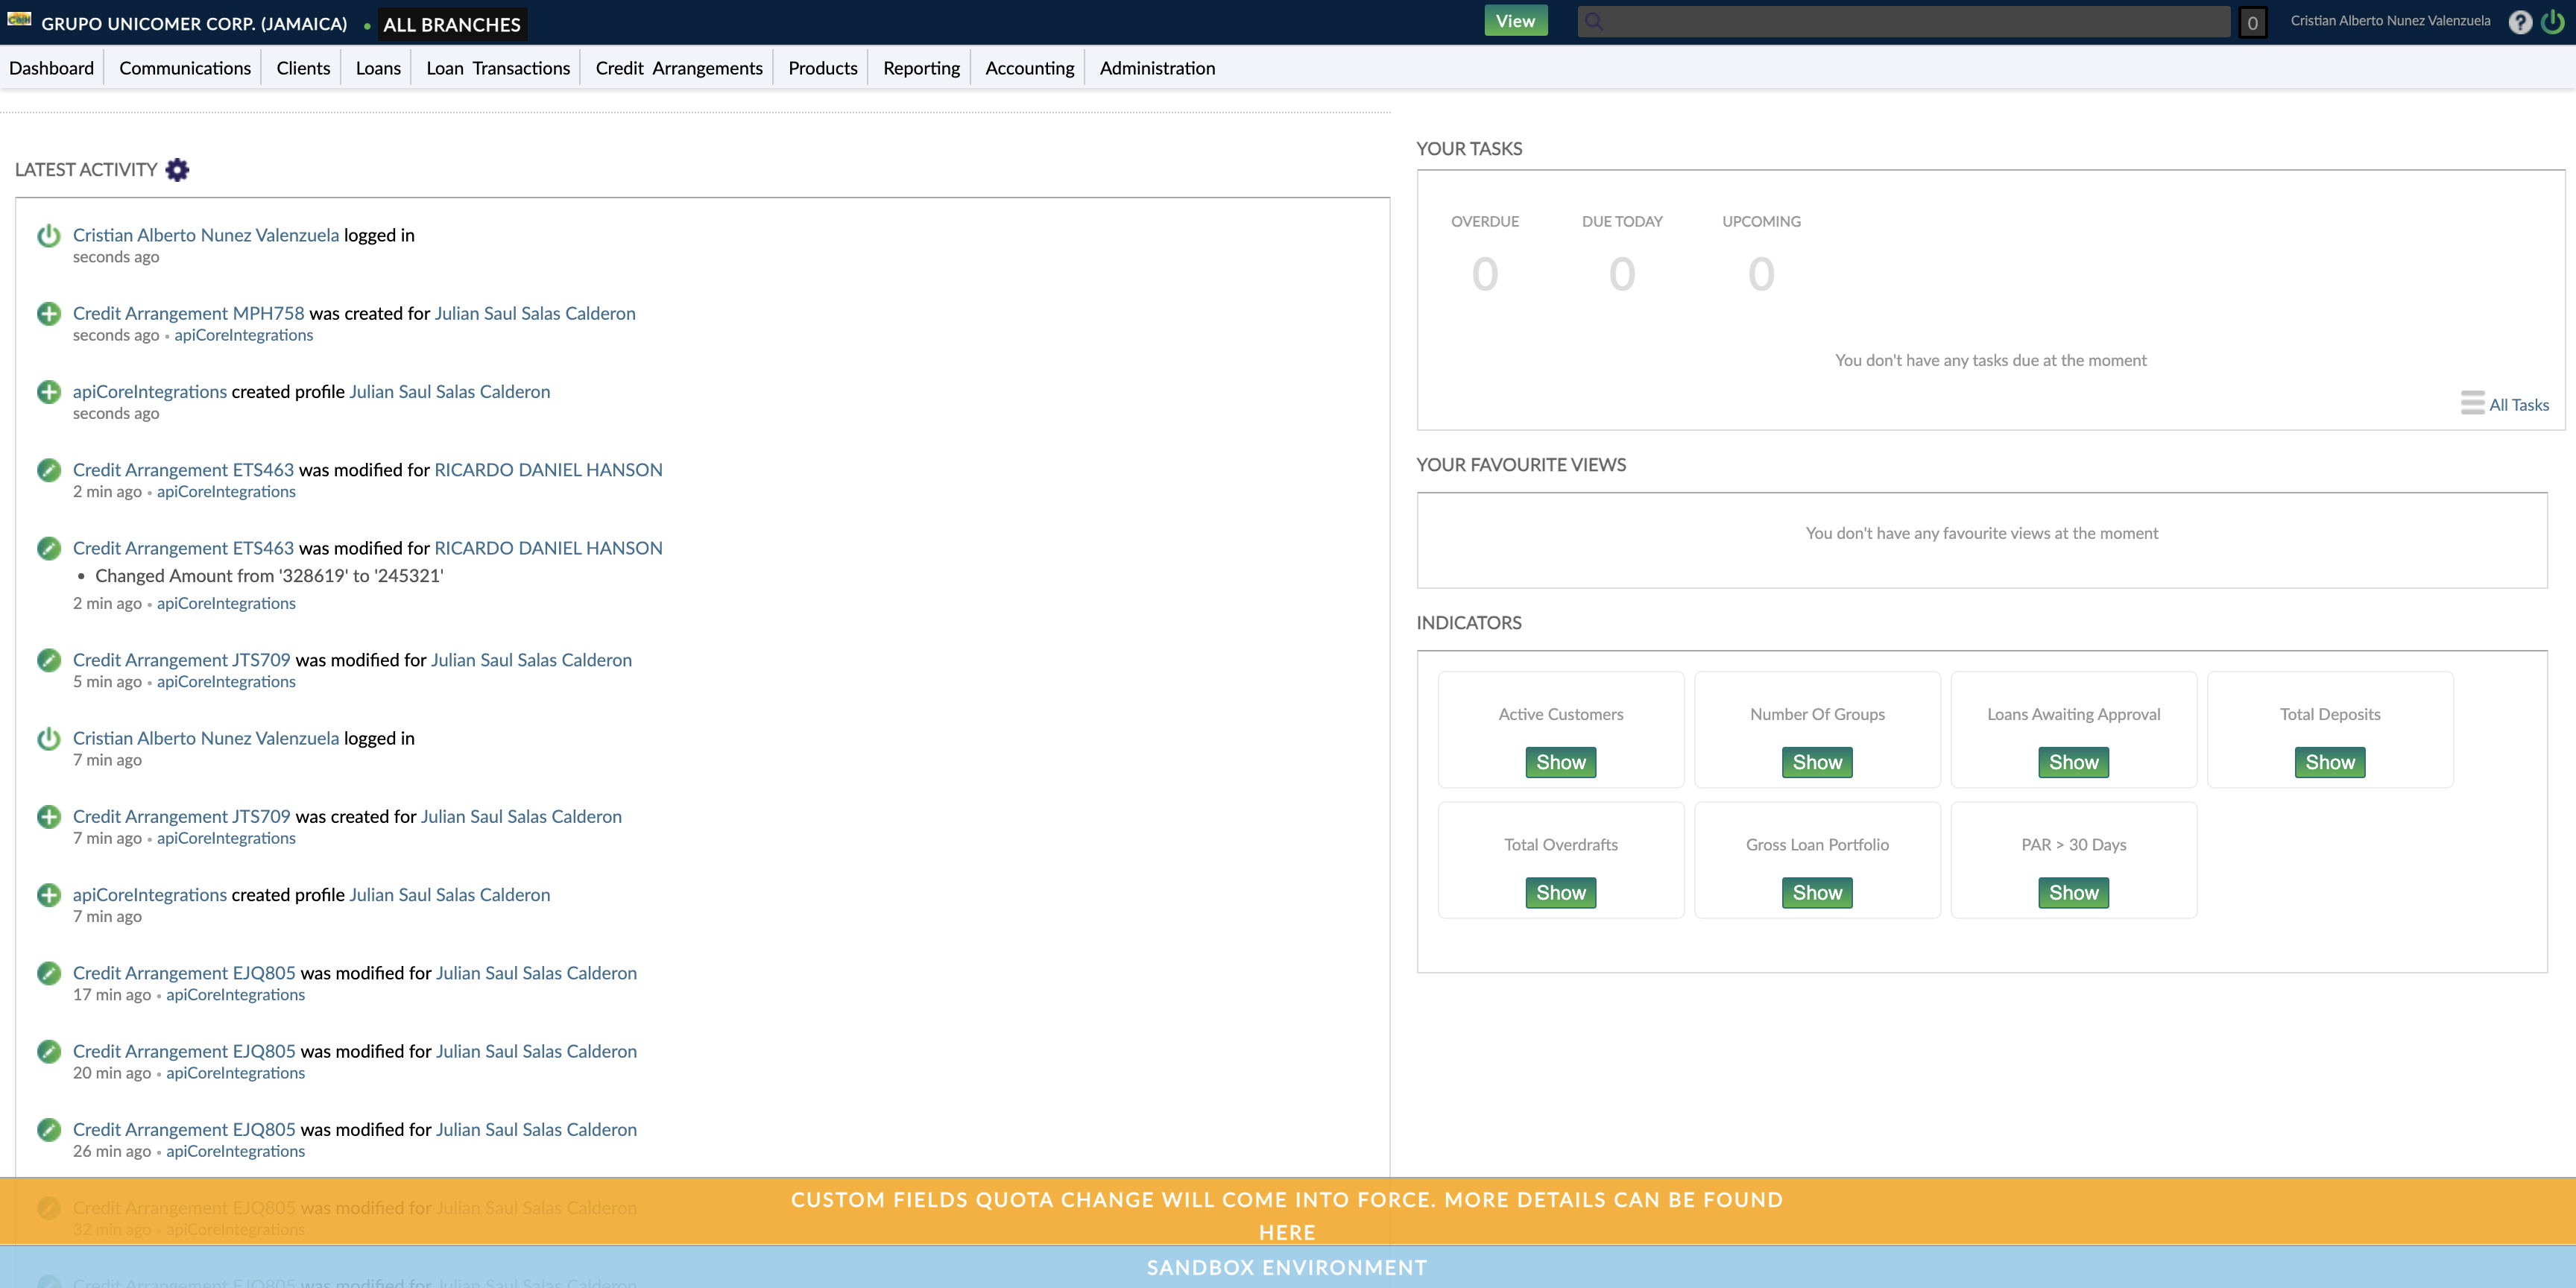 GRUPO UNICOMER CORP. (JAMAICA) • ALL BRANCHES
View
0
Cristian Alberto Nunez Valenzuela
?
Dashboard
Communications
Clients
Loans
Loan Transactions
Credit Arrangements
Products
Reporting
Accounting
Administration
LATEST ACTIVITY
Cristian Alberto Nunez Valenzuela logged in
seconds ago
Credit Arrangement MPH758 was created for Julian Saul Salas Calderon
seconds ago • apiCoreIntegrations
apiCoreIntegrations created profile Julian Saul Salas Calderon
seconds ago
Credit Arrangement ETS463 was modified for RICARDO DANIEL HANSON
2 min ago • apiCoreIntegrations
Credit Arrangement ETS463 was modified for RICARDO DANIEL HANSON
• Changed Amount from '328619' to '245321'
2 min ago • apiCoreIntegrations
Credit Arrangement JTS709 was modified for Julian Saul Salas Calderon
5 min ago • apiCoreIntegrations
Cristian Alberto Nunez Valenzuela logged in
7 min ago
Credit Arrangement JTS709 was created for Julian Saul Salas Calderon
7 min ago • apiCoreIntegrations
apiCoreIntegrations created profile Julian Saul Salas Calderon
7 min ago
Credit Arrangement EJQ805 was modified for Julian Saul Salas Calderon
17 min ago • apiCoreIntegrations
Credit Arrangement EJQ805 was modified for Julian Saul Salas Calderon
20 min ago • apiCoreIntegrations
Credit Arrangement EJQ805 was modified for Julian Saul Salas Calderon
26 min ago • apiCoreIntegrations
Credit Arrangement EJQ805 was modified for Julian Saul Salas Calderon
32 min ago • apiCoreIntegrations
Credit Arrangement EJQ805 was modified for Julian Saul Salas Calderon
YOUR TASKS
OVERDUE
DUE TODAY
UPCOMING
0
0
0
You don't have any tasks due at the moment
All Tasks
YOUR FAVOURITE VIEWS
You don't have any favourite views at the moment
INDICATORS
Active Customers
Show
Number Of Groups
Show
Loans Awaiting Approval
Show
Total Deposits
Show
Total Overdrafts
Show
Gross Loan Portfolio
Show
PAR > 30 Days
Show
CUSTOM FIELDS QUOTA CHANGE WILL COME INTO FORCE. MORE DETAILS CAN BE FOUND
HERE
SANDBOX ENVIRONMENT